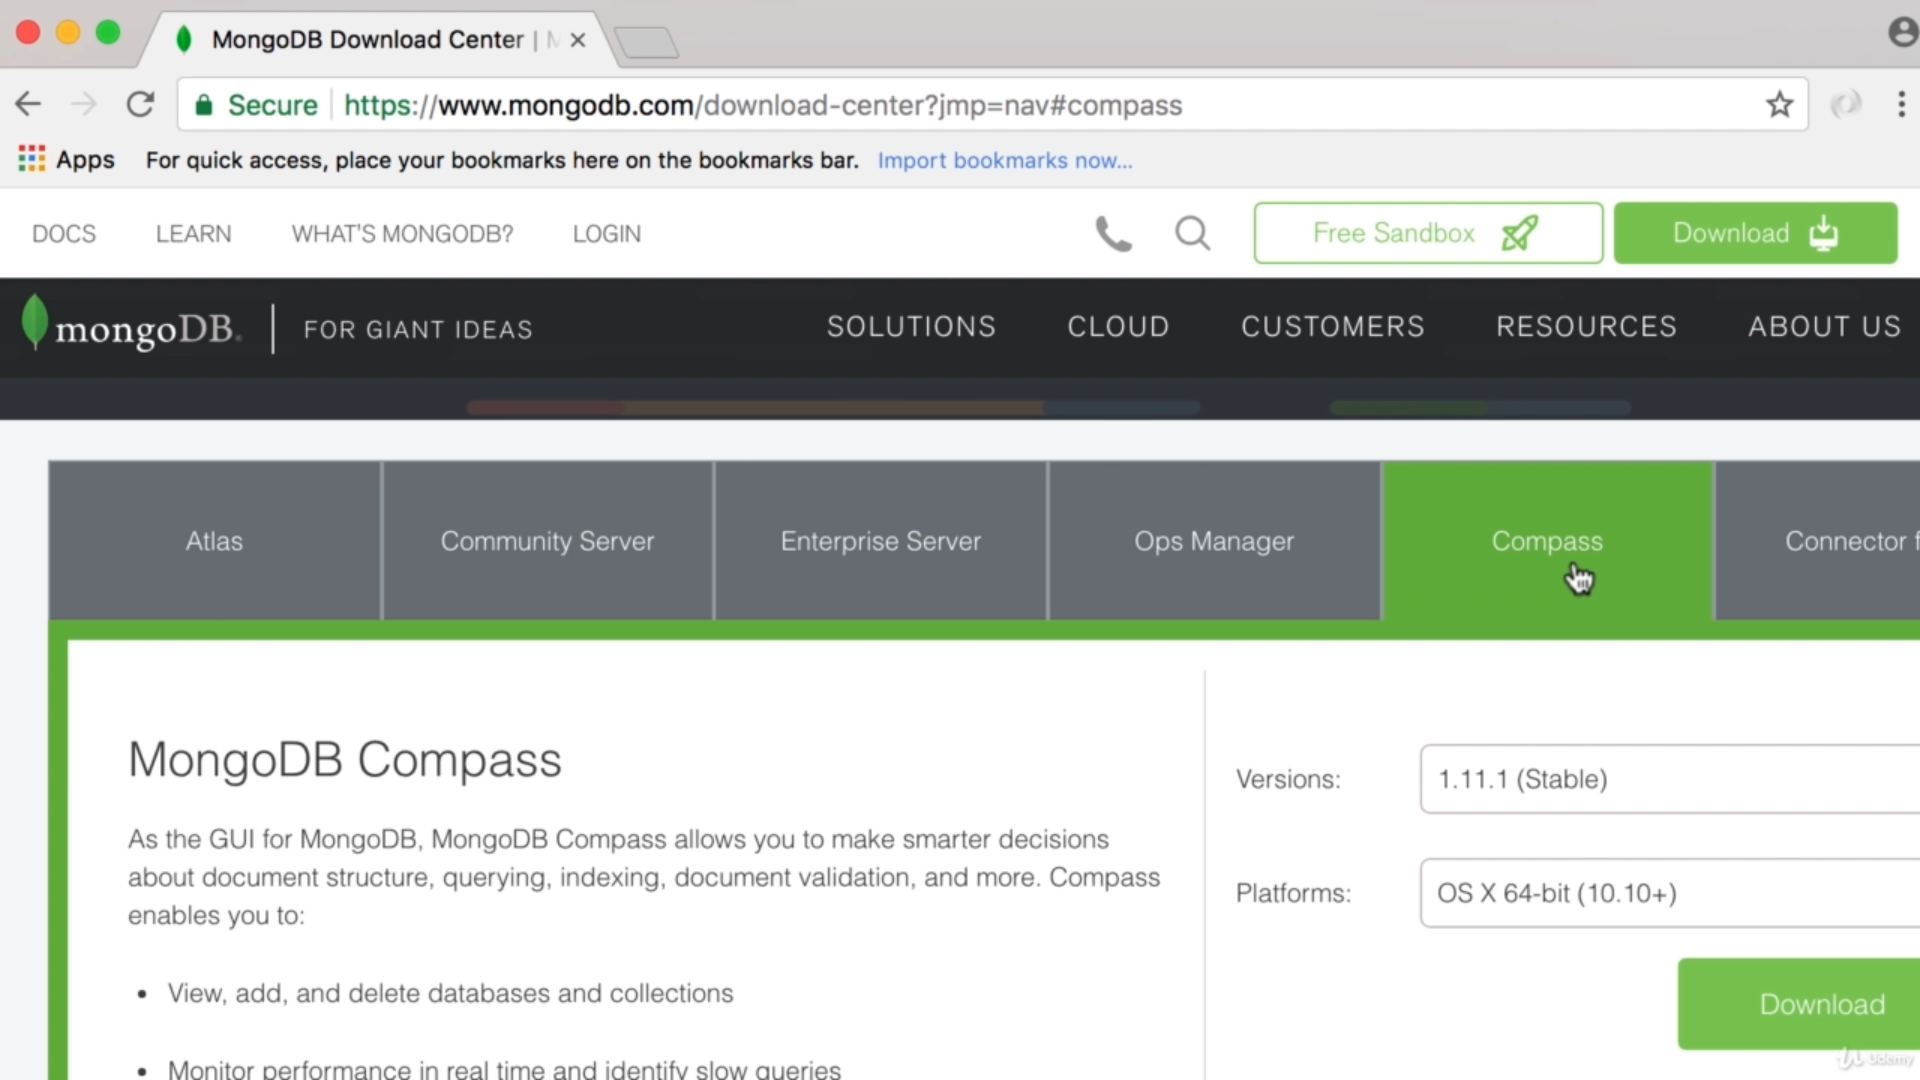 MongoDB Download Center |
Secure https://www.mongodb.com/download-center?jmp=nav#compass
Apps For quick access, place your bookmarks here on the bookmarks bar. Import bookmarks now...
DOCS LEARN WHAT'S MONGODB? LOGIN Free Sandbox Download
mongoDB. FOR GIANT IDEAS SOLUTIONS CLOUD CUSTOMERS RESOURCES ABOUT US
Atlas Community Server Enterprise Server Ops Manager Compass Connector
MongoDB Compass
Versions: 1.11.1 (Stable)
As the GUI for MongoDB, MongoDB Compass allows you to make smarter decisions
about document structure, querying, indexing, document validation, and more. Compass
enables you to:
Platforms: OS X 64-bit (10.10+)
• View, add, and delete databases and collections
Download
• Monitor performance in real time and identify slow queries
Udemy